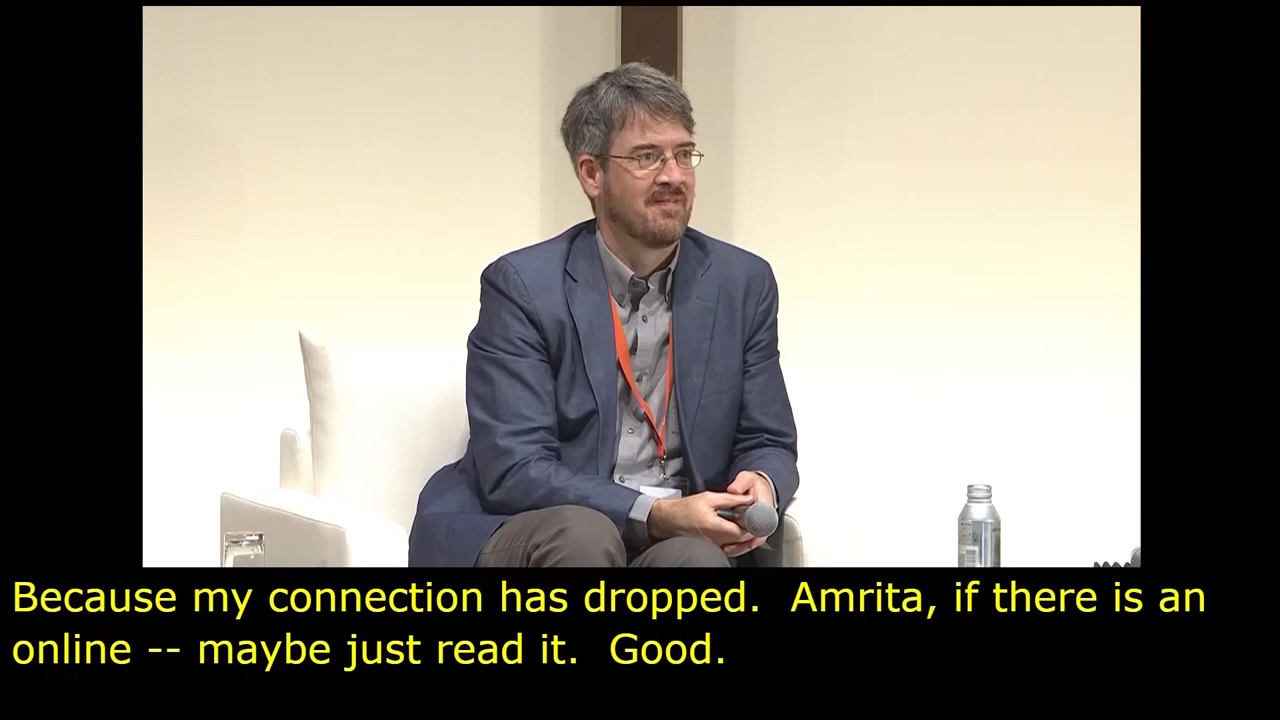 Because my connection has dropped.  Amrita, if there is an
online -- maybe just read it.  Good.